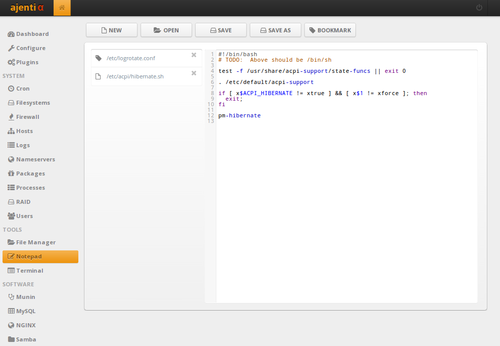 ajenti
NEW
OPEN
SAVE
SAVE AS
BOOKMARK
Dashboard
Configure
Plugins
SYSTEM
Cron
Filesystems
Firewall
Hosts
Logs
Nameservers
Packages
Processes
RAID
Users
TOOLS
File Manager
Notepad
Terminal
SOFTWARE
Munin
MySQL
NGINX
Samba
/etc/logrotate.conf
/etc/acpi/hibernate.sh
1 #!/bin/bash
2 # TODO: Above should be /bin/sh
3
4 test -f /usr/share/acpi-support/state-funcs || exit 0
5
6 . /etc/default/acpi-support
7
8 if [ x$ACPI_HIBERNATE != xtrue ] && [ x$1 != xforce ]; then
9 exit;
10 fi
11
12 pm-hibernate
13